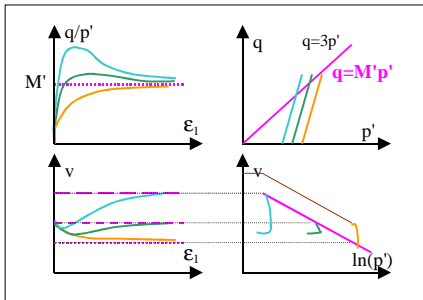 q/p'
M'
ε1
q
q=3p'
q=M'p'
p'
v
ε1
v
ln(p')